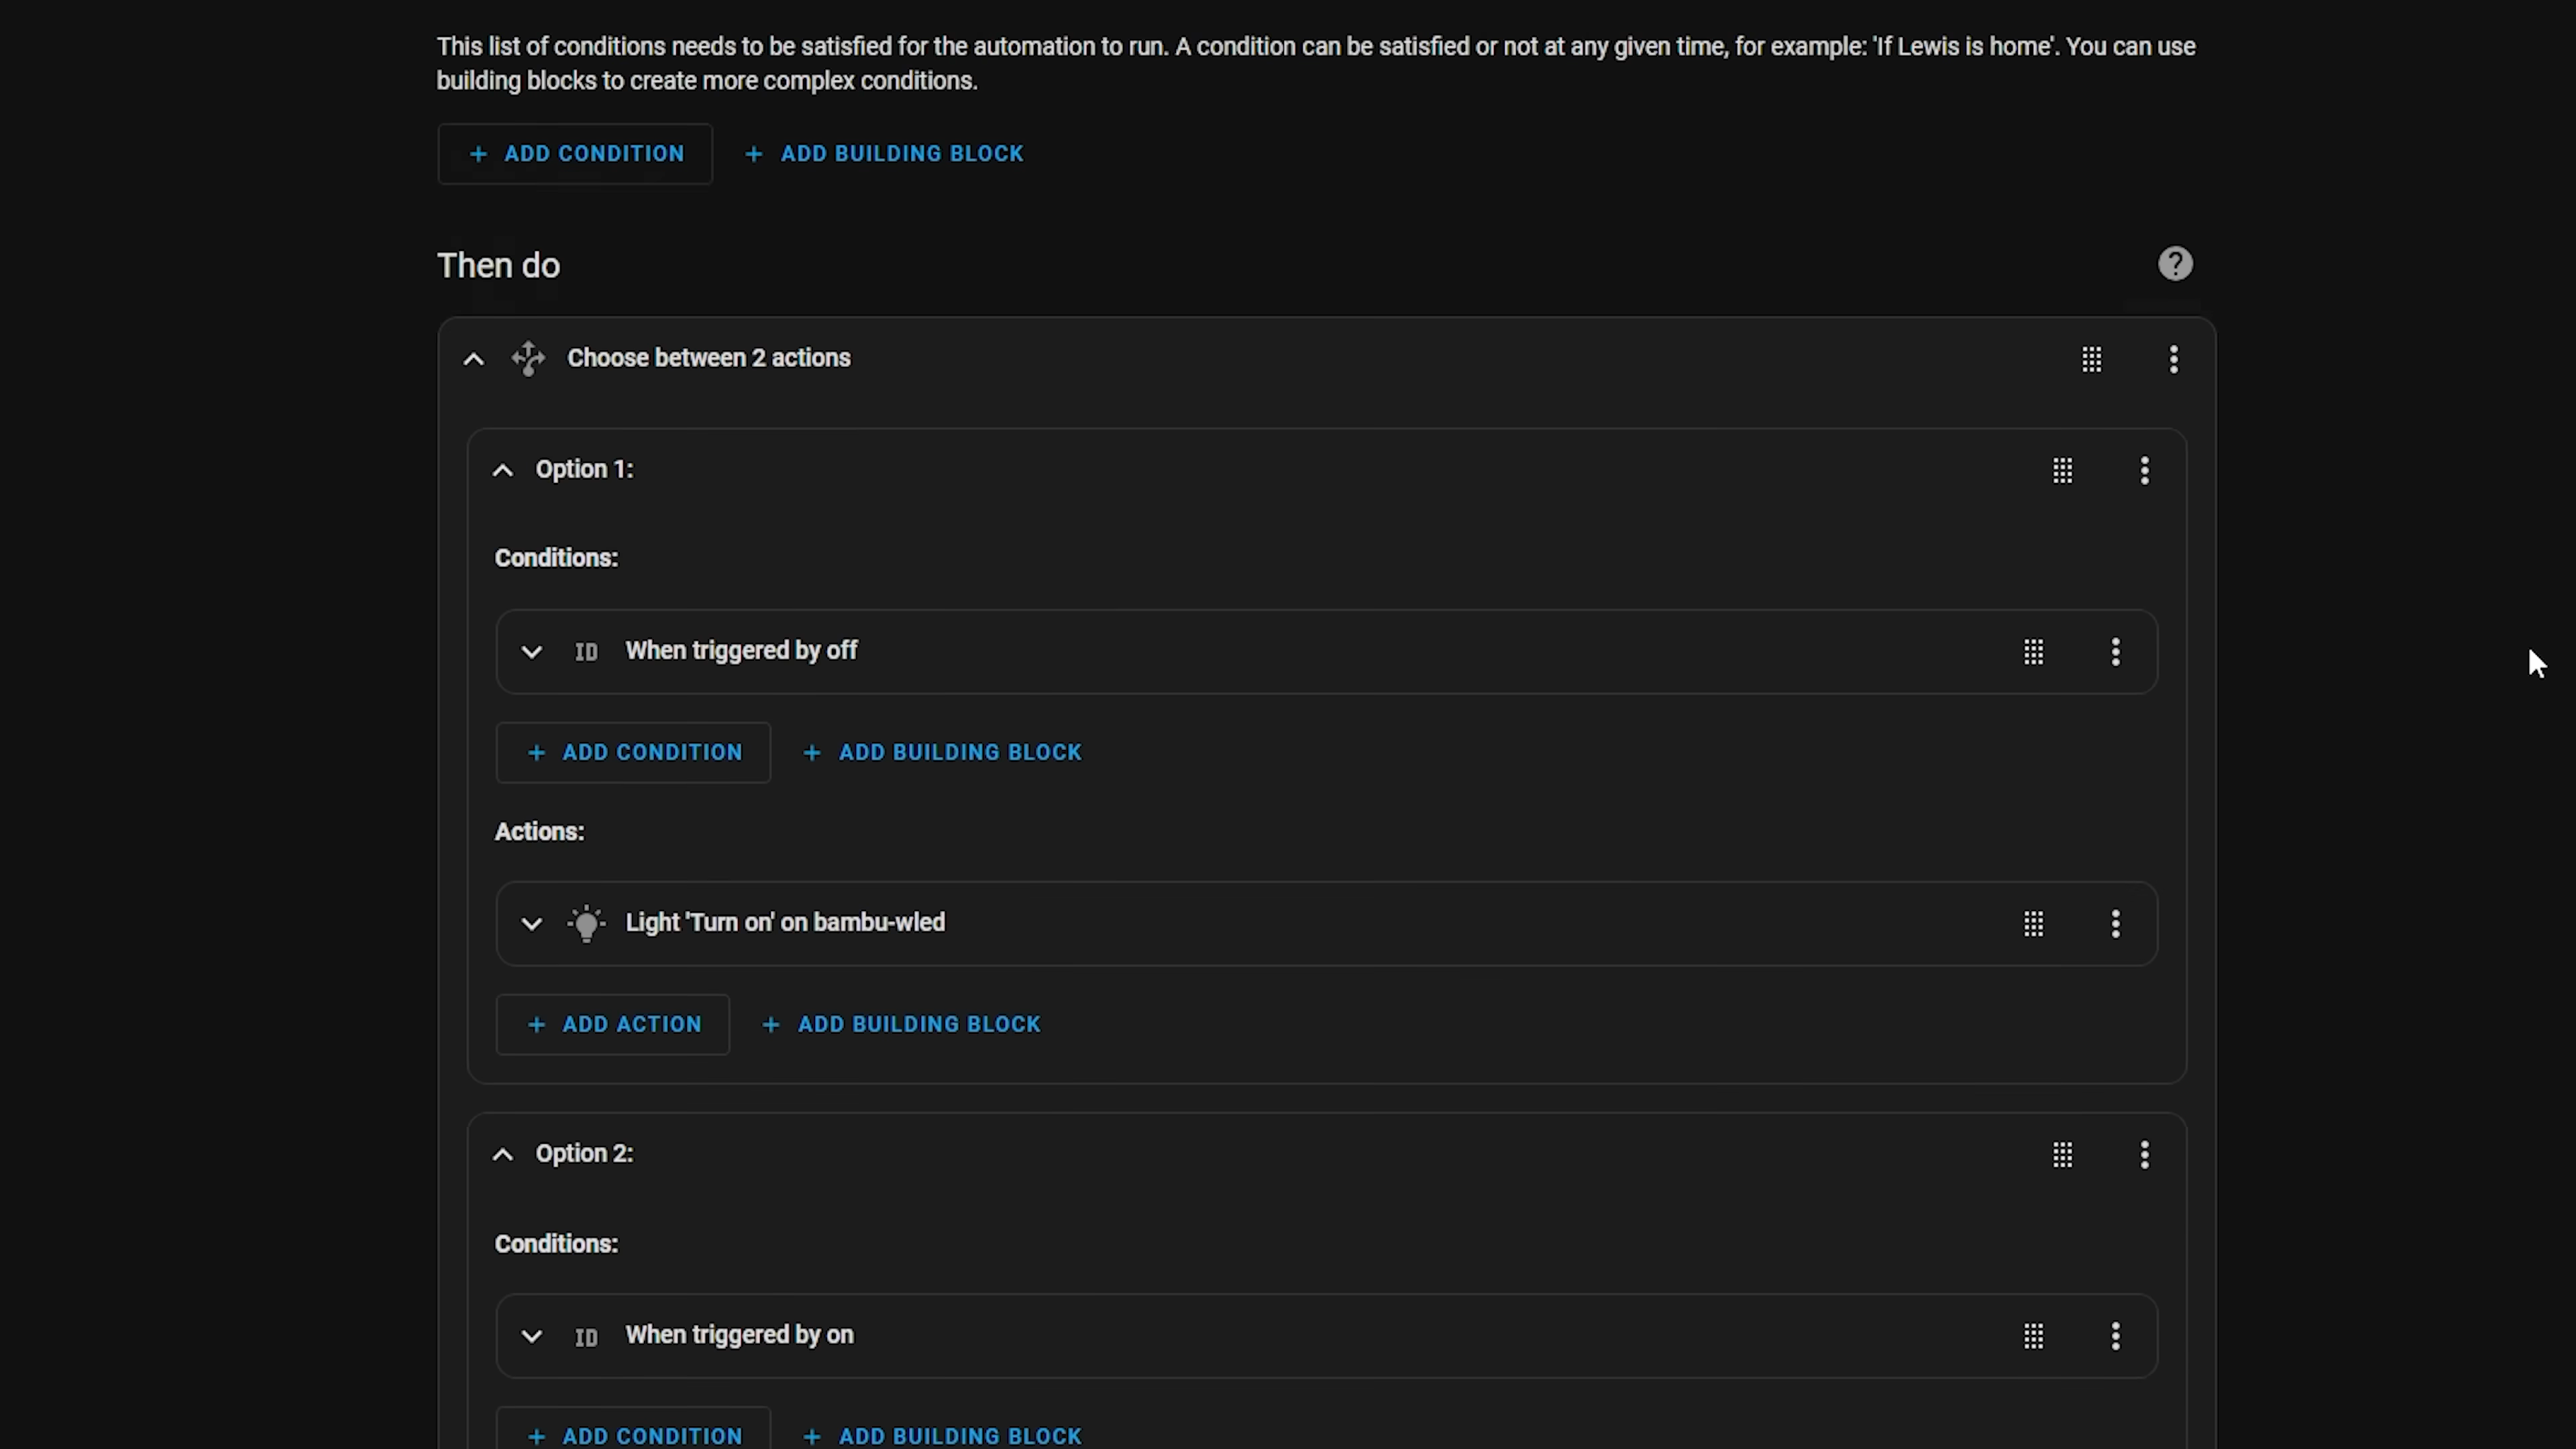 This list of conditions needs to be satisfied for the automation to run. A condition can be satisfied or not at any given time, for example: 'If Lewis is home'. You can use
building blocks to create more complex conditions.
+ ADD CONDITION + ADD BUILDING BLOCK
Then do
Choose between 2 actions
Option 1:
Conditions:
ID When triggered by off
+ ADD CONDITION + ADD BUILDING BLOCK
Actions:
Light 'Turn on' on bambu-wled
+ ADD ACTION + ADD BUILDING BLOCK
Option 2:
Conditions:
ID When triggered by on
+ ADD CONDITION + ADD BUILDING BLOCK